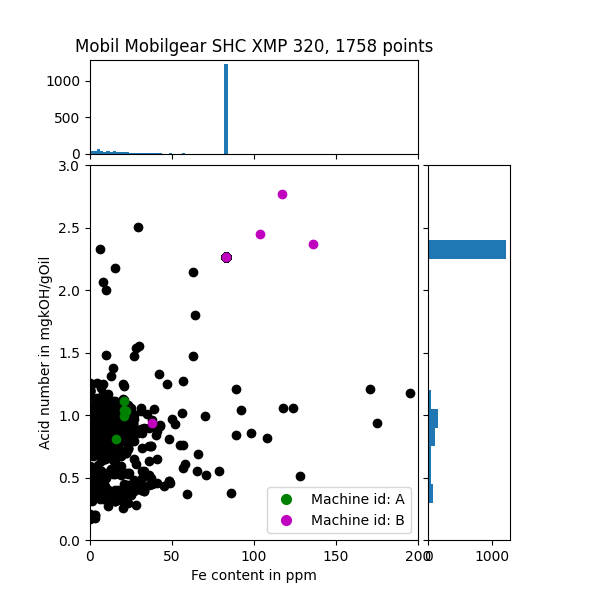 Mobil Mobilgear SHC XMP 320, 1758 points
1000
500
0
3.0
2.5
2.0
1.5
1.0
0.5
0.0
Acid number in mgkOH/gOil
Machine id: A
Machine id: B
0 50 100 150 200
0 1000
Fe content in ppm